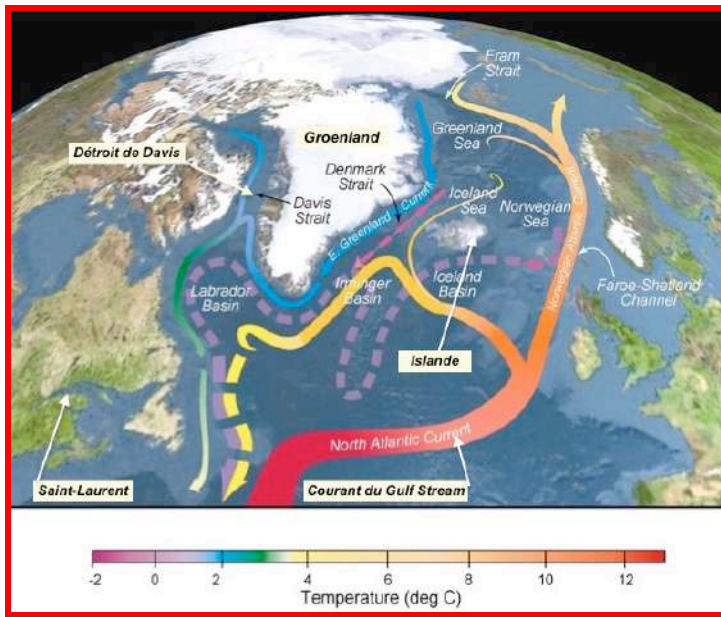 Fram
Strait
Groenland
Greenland
Sea
Détroit de Davis
Denmark
Strait
Davis
Strait
Iceland
Sea
Norwegian
Sea
E. Greenland Current
Norwegian Atlantic Current
Labrador
Basin
Irminger
Basin
Iceland
Basin
Faroe-Shetland
Channel
Islande
North Atlantic Current
Saint-Laurent
Courant du Gulf Stream
-2 0 2 4 6 8 10 12
Temperature (deg C)